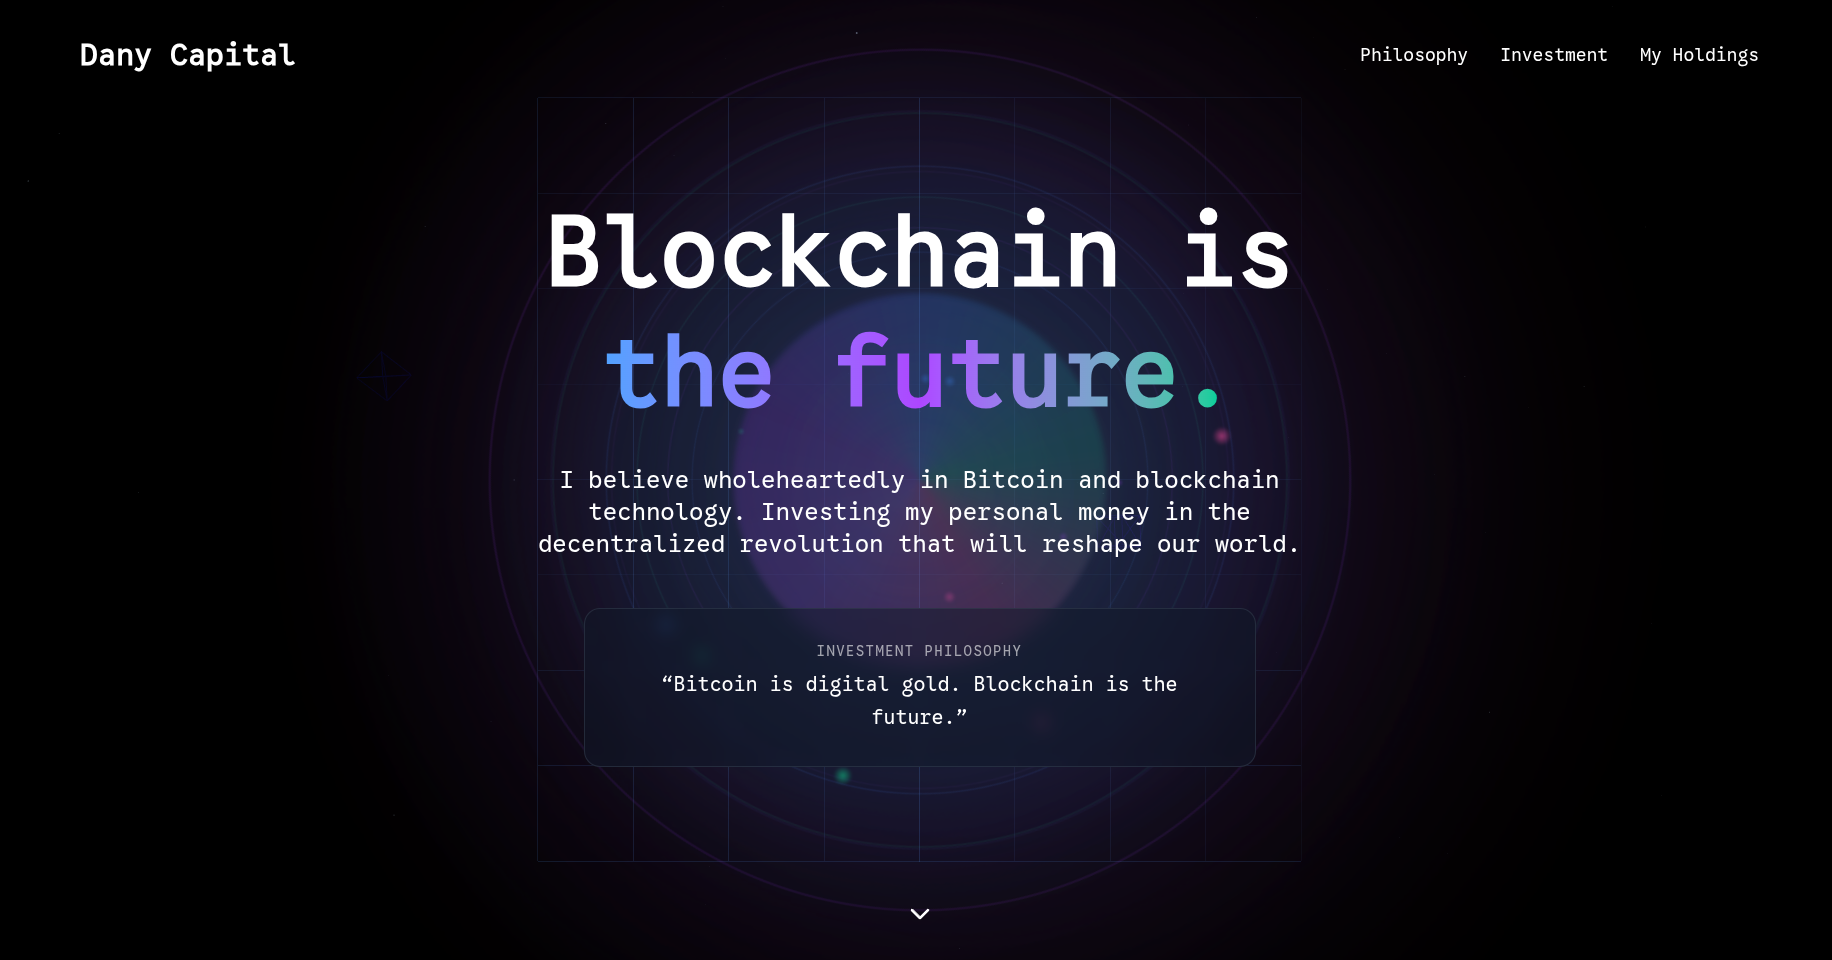 Dany Capital
Philosophy
Investment
My Holdings
Blockchain is
the future.
I believe wholeheartedly in Bitcoin and blockchain
technology. Investing my personal money in the
decentralized revolution that will reshape our world.
INVESTMENT PHILOSOPHY
“Bitcoin is digital gold. Blockchain is the
future.”